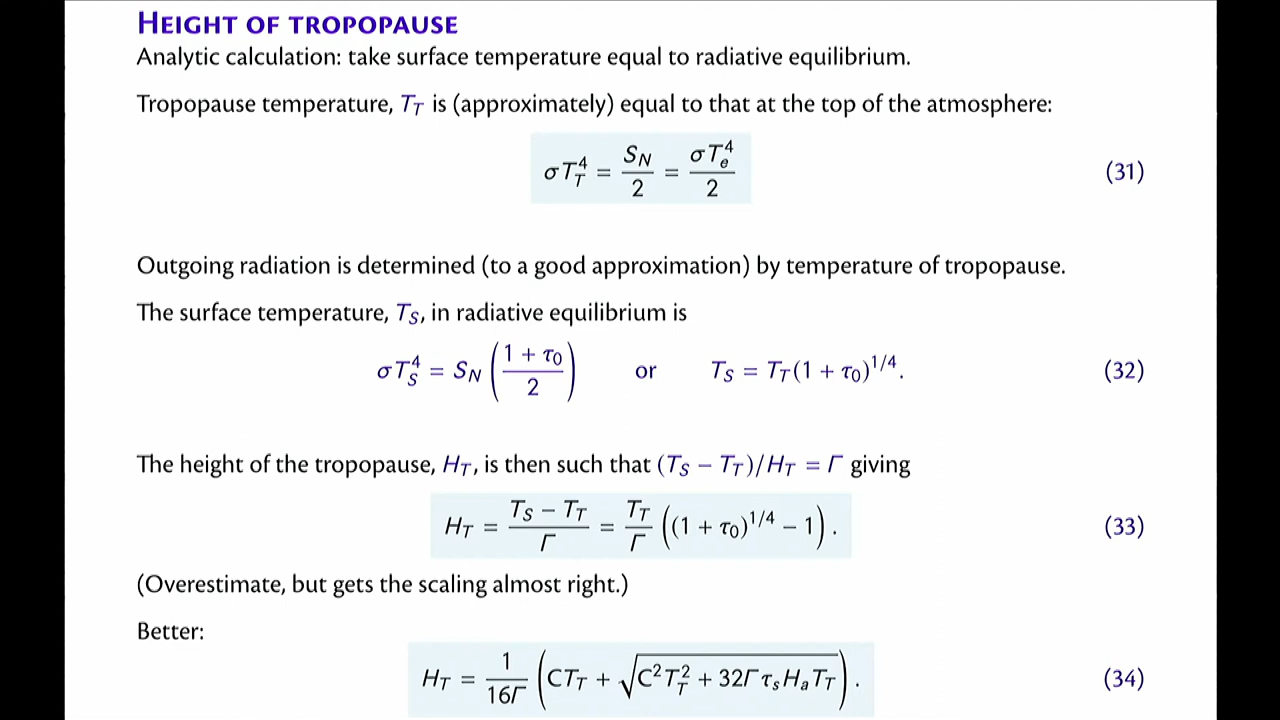 HEIGHT OF TROPOPAUSE
Analytic calculation: take surface temperature equal to radiative equilibrium.
Tropopause temperature, T_T is (approximately) equal to that at the top of the atmosphere:
σT_T^4 = S_N/2 = σT_e^4/2 (31)
Outgoing radiation is determined (to a good approximation) by temperature of tropopause.
The surface temperature, T_S, in radiative equilibrium is
σT_S^4 = S_N ((1 + τ_0)/2) or T_S = T_T(1 + τ_0)^{1/4}. (32)
The height of the tropopause, H_T, is then such that (T_S − T_T)/H_T = Γ giving
H_T = (T_S − T_T)/Γ = T_T/Γ ((1 + τ_0)^{1/4} − 1). (33)
(Overestimate, but gets the scaling almost right.)
Better:
H_T = 1/(16Γ) (CT_T + √(C^2T_T^2 + 32Γτ_sH_aT_T)). (34)